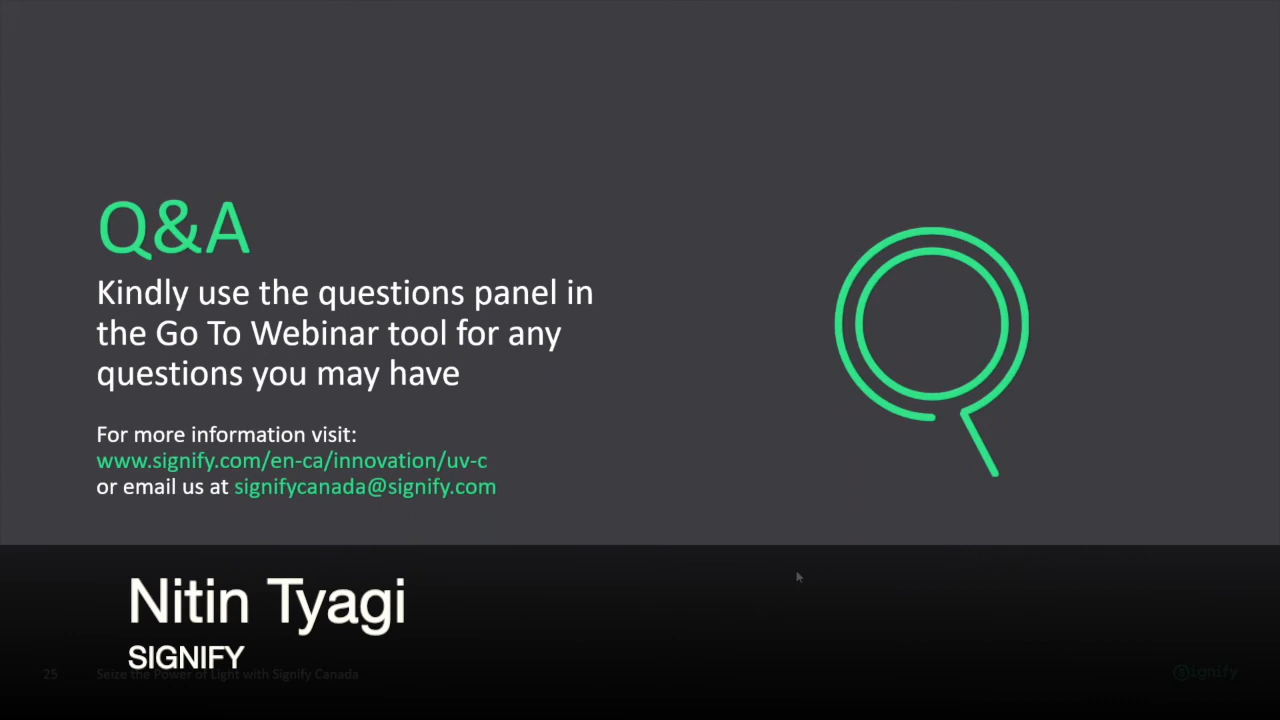 Q&A
Kindly use the questions panel in
the Go To Webinar tool for any
questions you may have
For more information visit:
www.signify.com/en-ca/innovation/uv-c
or email us at signifycanada@signify.com
Nitin Tyagi
SIGNIFY
25 Seize the Power of Light with Signify Canada
Signify